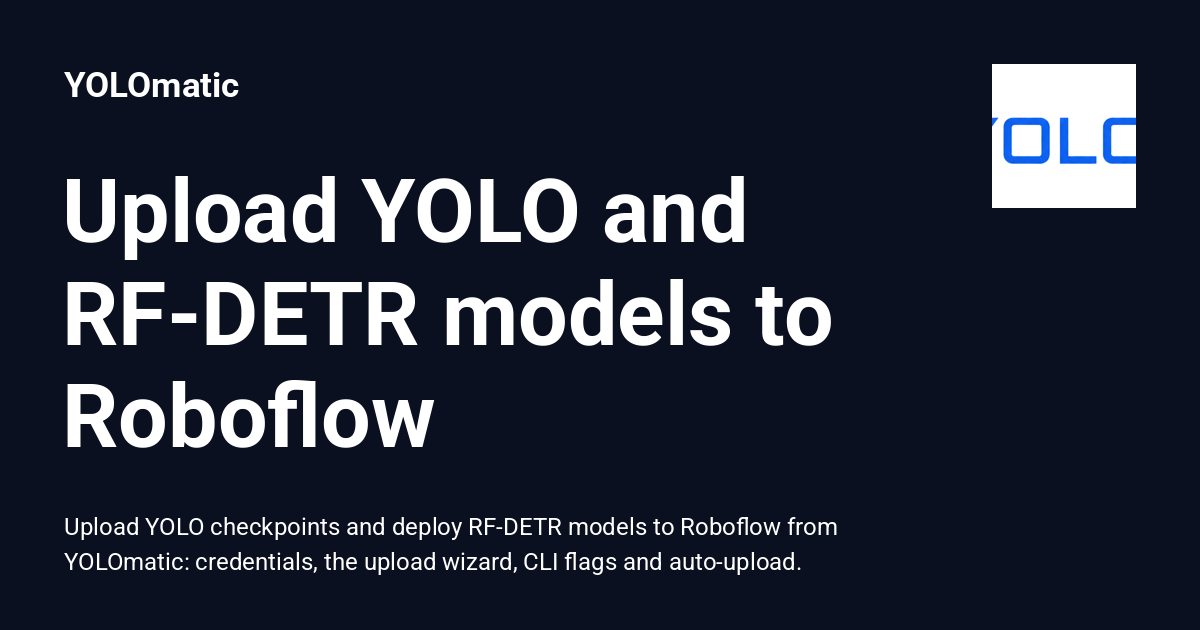 YOLOmatic
YOLO
Upload YOLO and
RF-DETR models to
Roboflow
Upload YOLO checkpoints and deploy RF-DETR models to Roboflow from
YOLOmatic: credentials, the upload wizard, CLI flags and auto-upload.